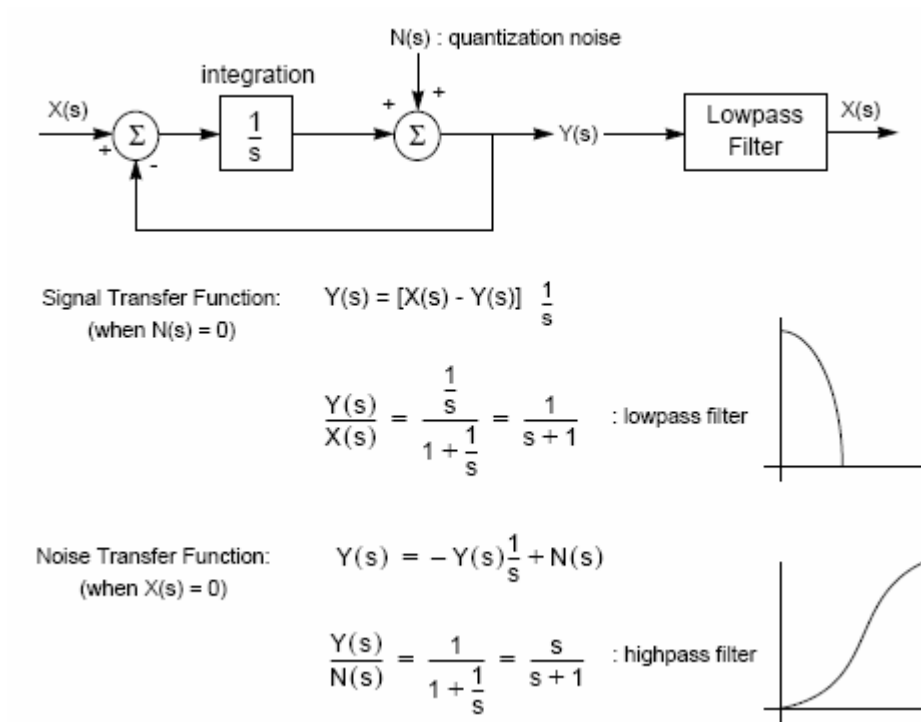 N(s) : quantization noise
integration
X(s)
+
-
Σ
1/s
+
+
Σ
Y(s)
Lowpass
Filter
X(s)
Signal Transfer Function:
(when N(s) = 0)
Y(s) = [X(s) - Y(s)] 1/s
Y(s)/X(s) = (1/s)/(1 + 1/s) = 1/(s + 1) : lowpass filter
Noise Transfer Function:
(when X(s) = 0)
Y(s) = – Y(s) 1/s + N(s)
Y(s)/N(s) = 1/(1 + 1/s) = s/(s + 1) : highpass filter